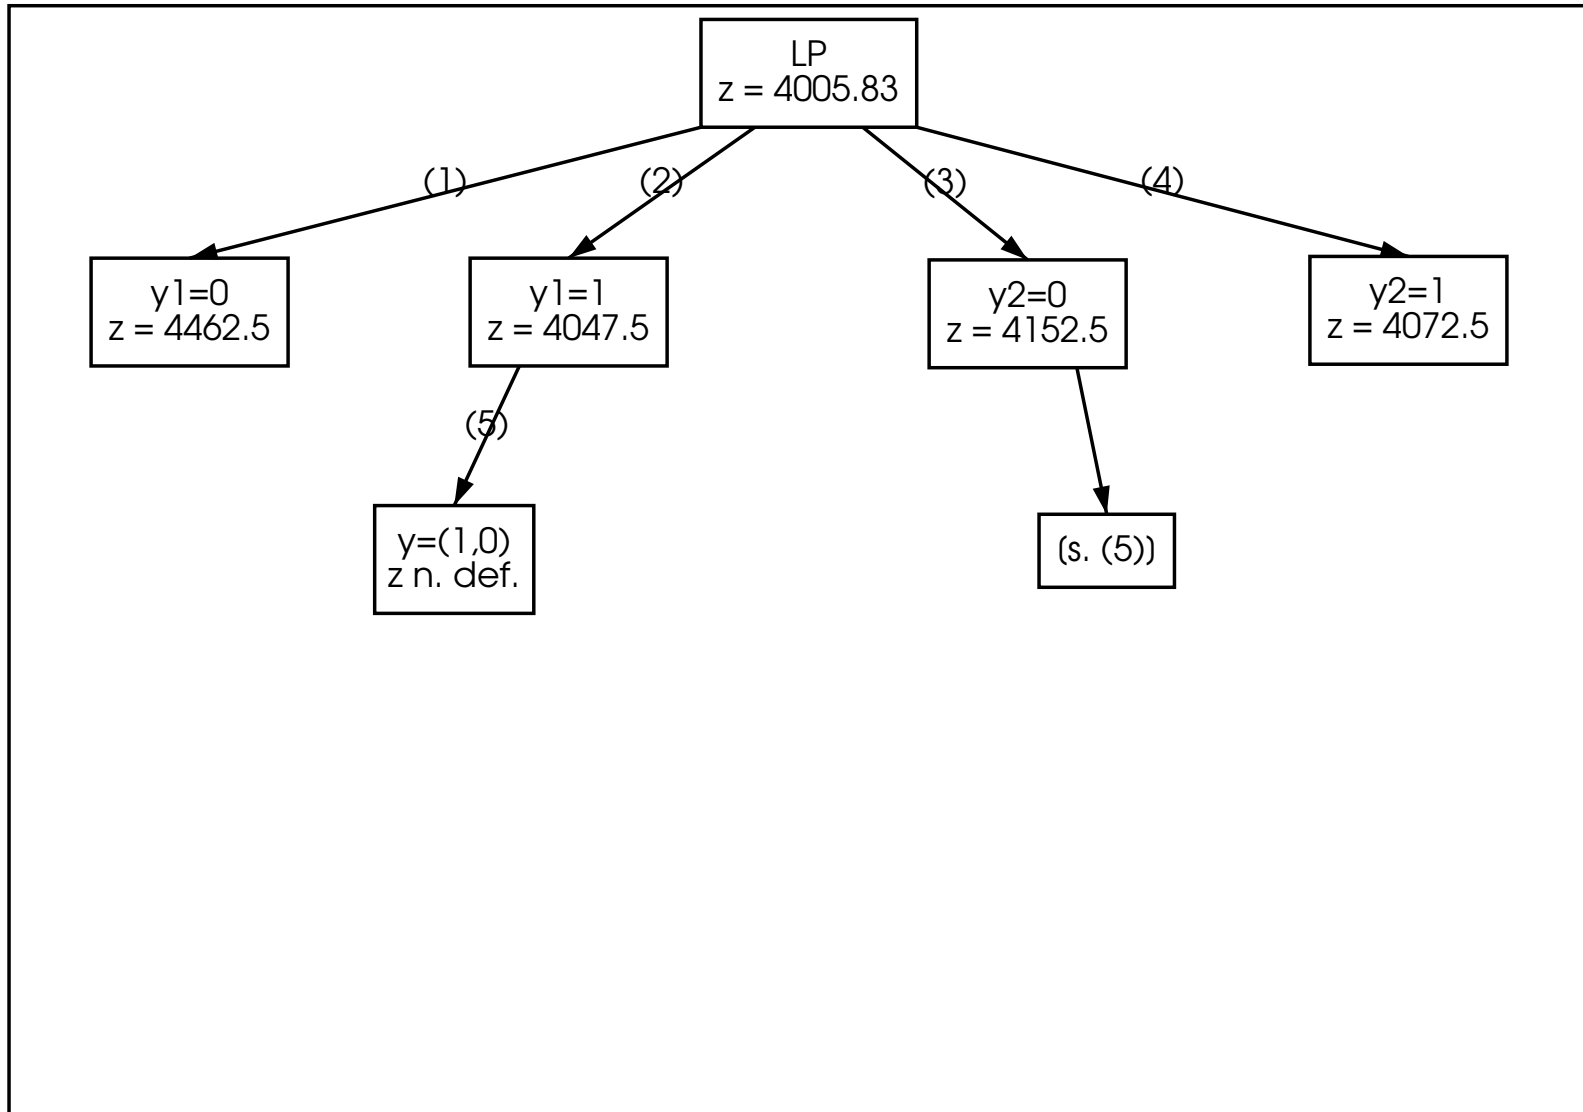 LP
z = 4005.83
(1)
(2)
(3)
(4)
y1=0
z = 4462.5
y1=1
z = 4047.5
y2=0
z = 4152.5
y2=1
z = 4072.5
(5)
y=(1,0)
z n. def.
(s. (5))